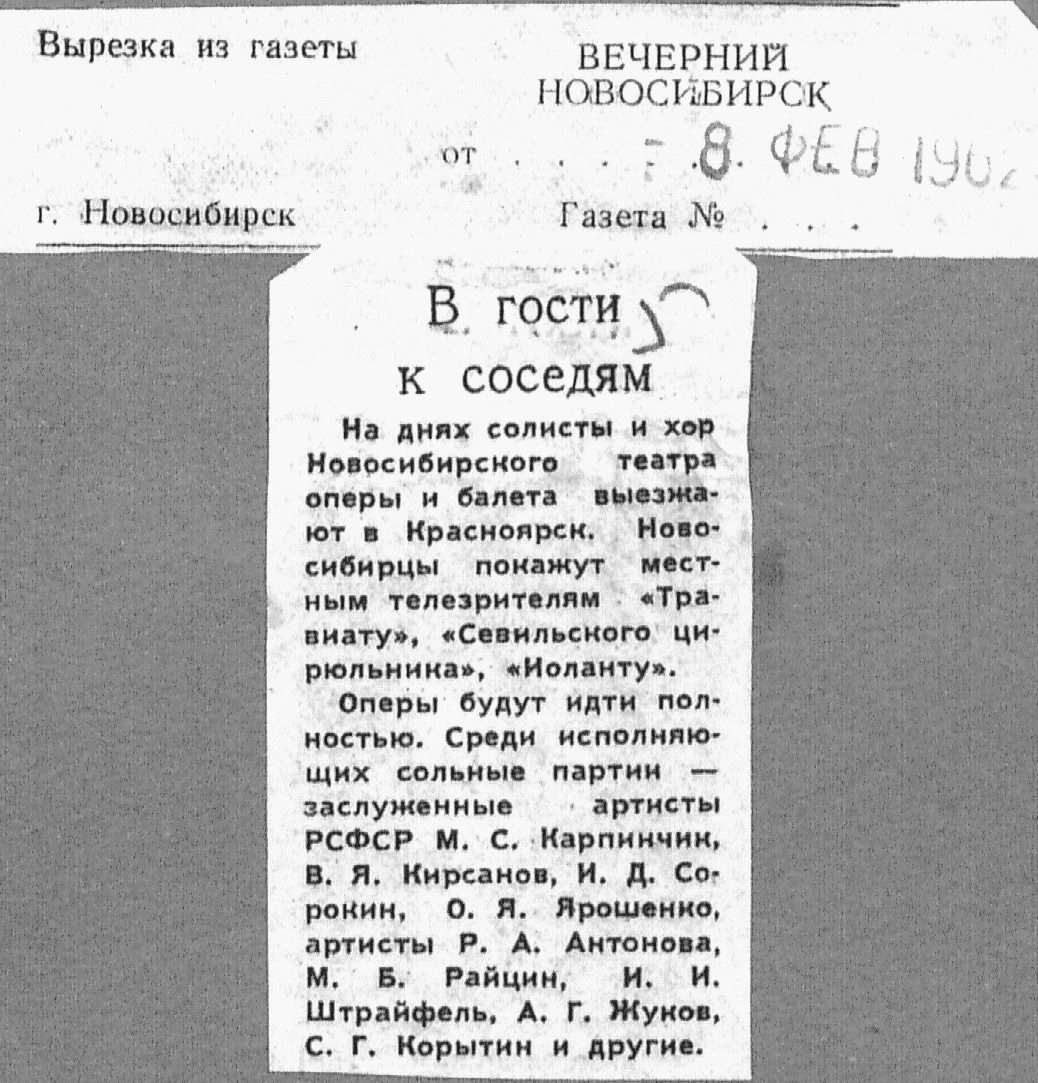 Вырезка из газеты
ВЕЧЕРНИЙ
НОВОСИБИРСК
от . . . - 8. ФЕВ
г. Новосибирск
Газета № . . .
В гости
к соседям
На днях солисты и хор
Новосибирского театра
оперы и балета выезжа-
ют в Красноярск. Ново-
сибирцы покажут мест-
ным телезрителям «Тра-
виату», «Севильского ци-
рюльника», «Иоланту».
Оперы будут идти пол-
ностью. Среди исполняю-
щих сольные партии —
заслуженные артисты
РСФСР М. С. Карпинчик,
В. Я. Кирсанов, И. Д. Со-
рокин, О. Я. Ярошенко,
артисты Р. А. Антонова,
М. Б. Райцин, И. И.
Штрайфель, А. Г. Жуков,
С. Г. Корытин и другие.